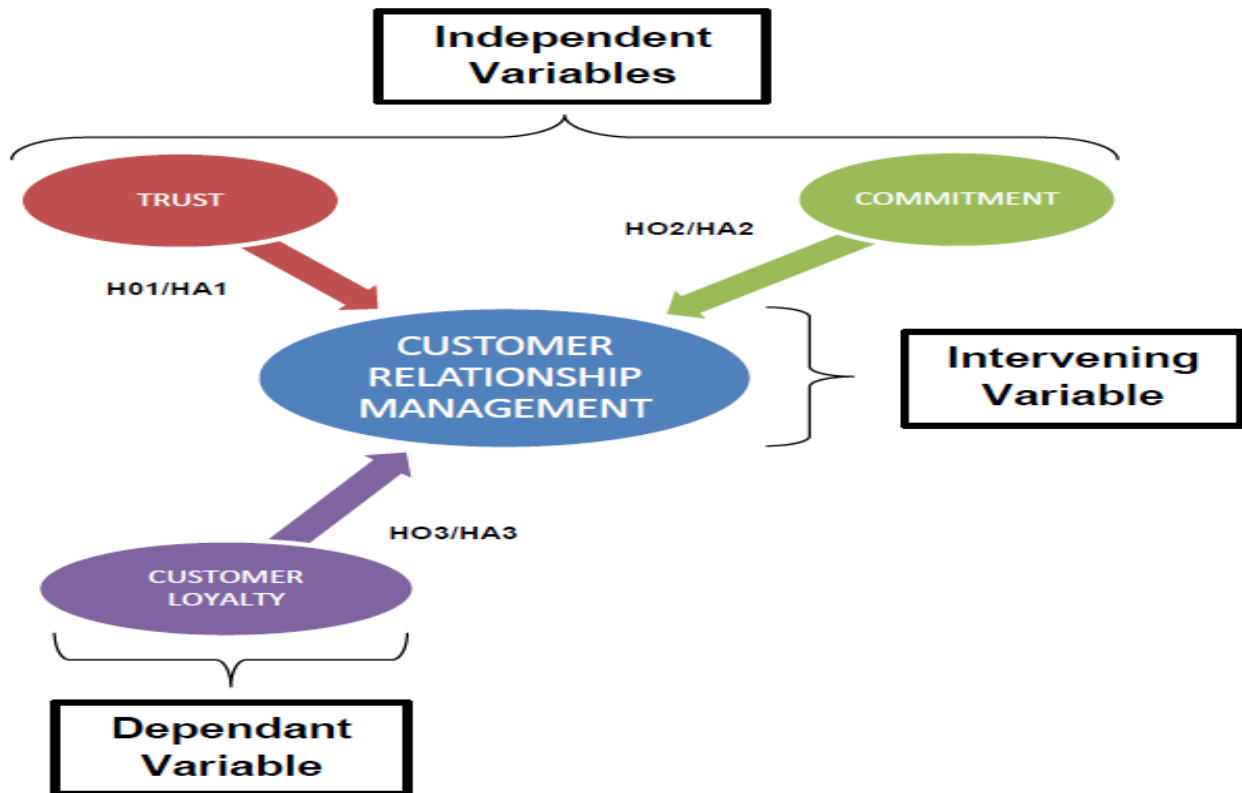 Independent
Variables
TRUST
COMMITMENT
HO2/HA2
H01/HA1
CUSTOMER
RELATIONSHIP
MANAGEMENT
Intervening
Variable
HO3/HA3
CUSTOMER
LOYALTY
Dependant
Variable